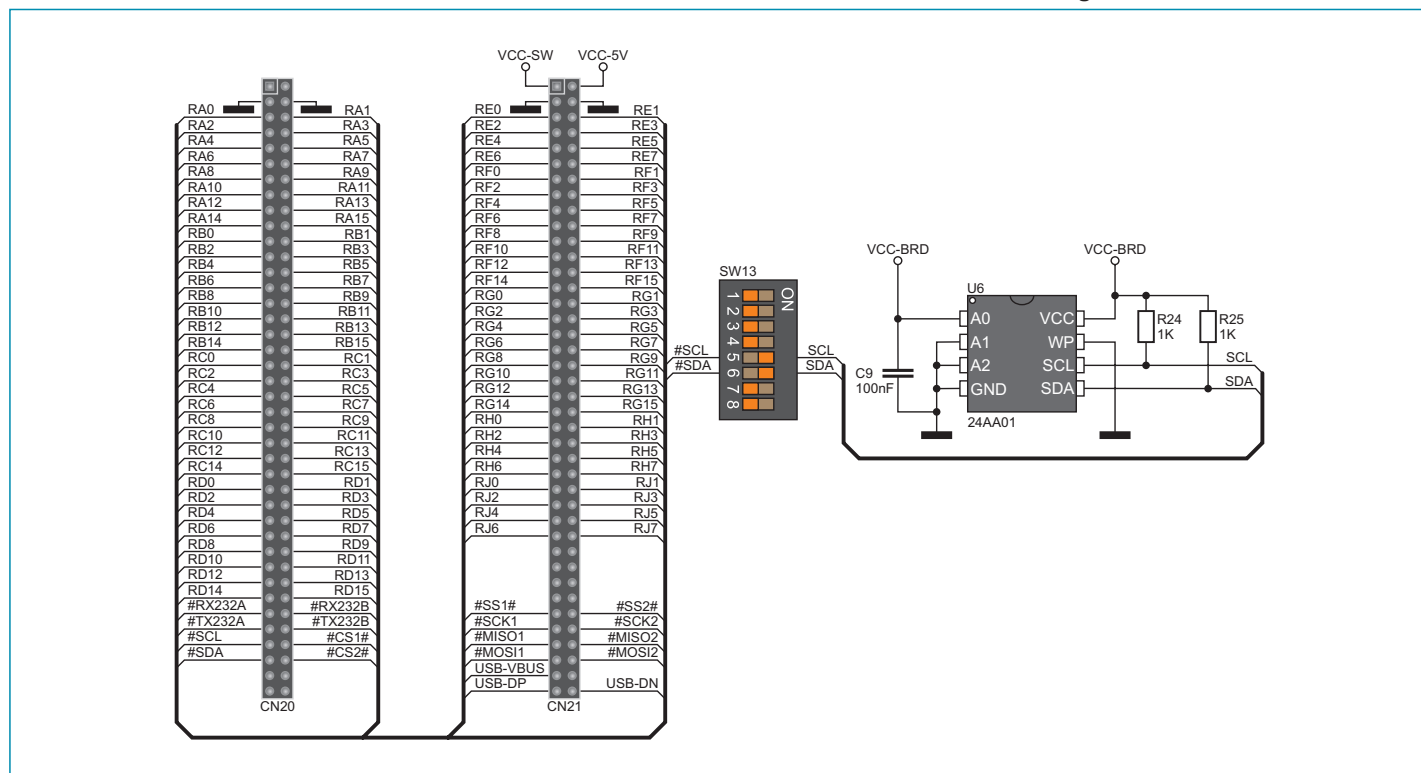 VCC-SW VCC-5V
RA0 RA1 RE0 RE1
RA2 RA3 RE2 RE3
RA4 RA5 RE4 RE5
RA6 RA7 RE6 RE7
RA8 RA9 RF0 RF1
RA10 RA11 RF2 RF3
RA12 RA13 RF4 RF5
RA14 RA15 RF6 RF7
RB0 RB1 RF8 RF9
RB2 RB3 RF10 RF11
RB4 RB5 RF12 RF13
RB6 RB7 RF14 RF15
RB8 RB9 RG0 RG1
RB10 RB11 RG2 RG3
RB12 RB13 RG4 RG5
RB14 RB15 RG6 RG7
RC0 RC1 RG8 RG9
RC2 RC3 RG10 RG11
RC4 RC5 RG12 RG13
RC6 RC7 RG14 RG15
RC8 RC9 RH0 RH1
RC10 RC11 RH2 RH3
RC12 RC13 RH4 RH5
RC14 RC15 RH6 RH7
RD0 RD1 RJ0 RJ1
RD2 RD3 RJ2 RJ3
RD4 RD5 RJ4 RJ5
RD6 RD7 RJ6 RJ7
RD8 RD9
RD10 RD11
RD12 RD13
RD14 RD15
#RX232A #RX232B #SS1# #SS2#
#TX232A #TX232B #SCK1 #SCK2
#SCL #CS1# #MISO1 #MISO2
#SDA #CS2# #MOSI1 #MOSI2
USB-VBUS
USB-DP USB-DN
CN20 CN21
SW13
ON
1
2
3
4
5
6
7
8
#SCL SCL
#SDA SDA
VCC-BRD VCC-BRD
C9
100nF
U6
A0 VCC
A1 WP
A2 SCL
GND SDA
24AA01
R24
1K
R25
1K
SCL
SDA